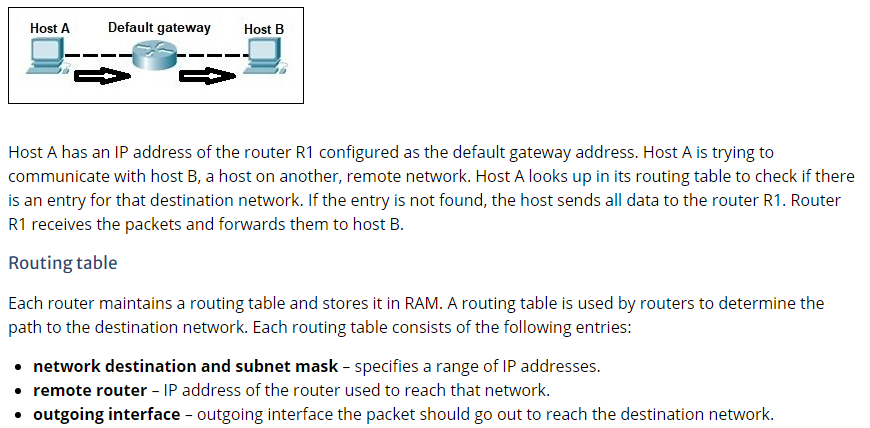 Host A Default gateway Host B
Host A has an IP address of the router R1 configured as the default gateway address. Host A is trying to
communicate with host B, a host on another, remote network. Host A looks up in its routing table to check if there
is an entry for that destination network. If the entry is not found, the host sends all data to the router R1. Router
R1 receives the packets and forwards them to host B.
Routing table
Each router maintains a routing table and stores it in RAM. A routing table is used by routers to determine the
path to the destination network. Each routing table consists of the following entries:
• network destination and subnet mask – specifies a range of IP addresses.
• remote router – IP address of the router used to reach that network.
• outgoing interface – outgoing interface the packet should go out to reach the destination network.